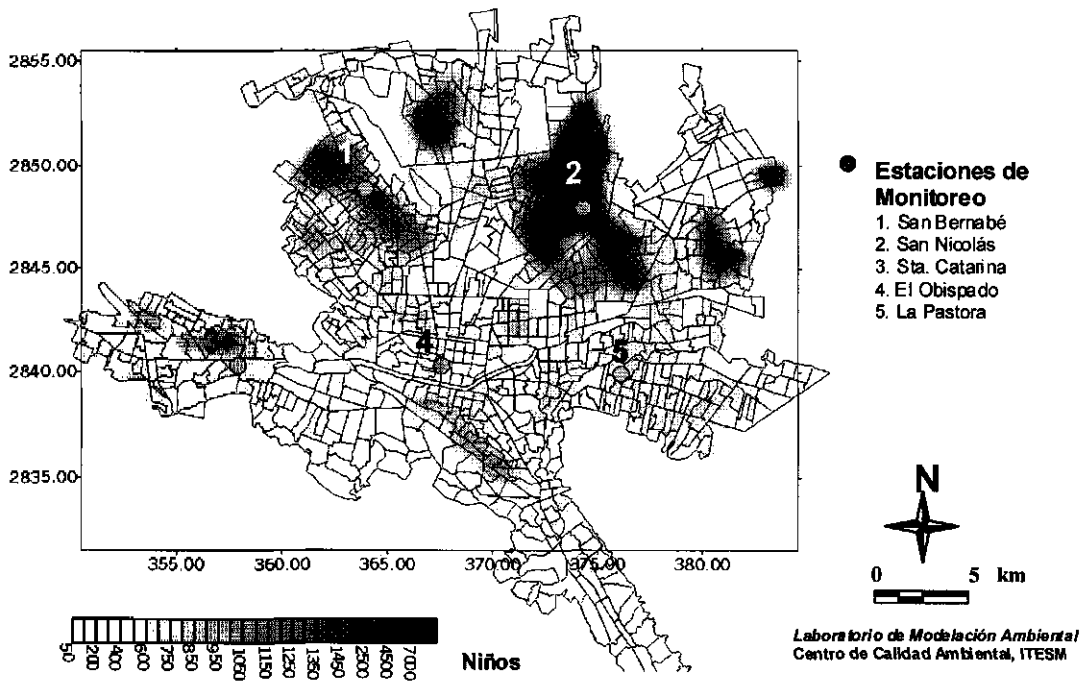 2855.00
2850.00
2845.00
2840.00
2835.00
355.00
360.00
365.00
370.00
375.00
380.00
1
2
3
4
5
Estaciones de
Monitoreo
1. San Bernabé
2. San Nicolás
3. Sta. Catarina
4. El Obispado
5. La Pastora
N
0 5 km
50 200 400 600 750 850 950 1050 1150 1250 1350 1450 4500 7000
Niños
Laboratorio de Modelación Ambiental
Centro de Calidad Ambiental, ITESM